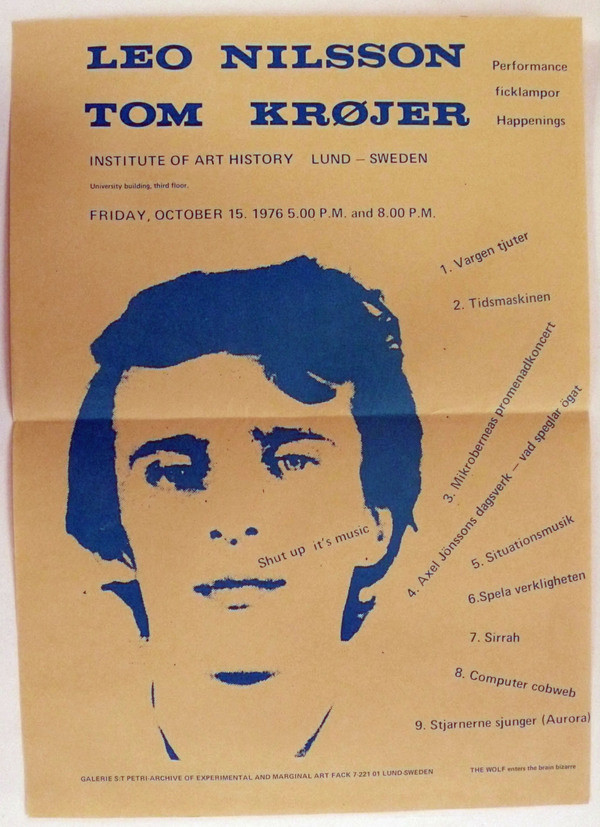 LEO NILSSON
TOM KRØJER
Performance
ficklampor
Happenings
INSTITUTE OF ART HISTORY LUND – SWEDEN
University building, third floor.
FRIDAY, OCTOBER 15. 1976 5.00 P.M. and 8.00 P.M.
1. Vargen tjuter
2. Tidsmaskinen
3. Mikroberneas promenadkoncert
4. Axel Jönssons dagsverk – vad speglar ögat
Shut up it's music
5. Situationsmusik
6.Spela verkligheten
7. Sirrah
8. Computer cobweb
9. Stjarnerne sjunger (Aurora)
GALERIE S:T PETRI-ARCHIVE OF EXPERIMENTAL AND MARGINAL ART FACK 7-221 01 LUND-SWEDEN
THE WOLF enters the brain bizarre